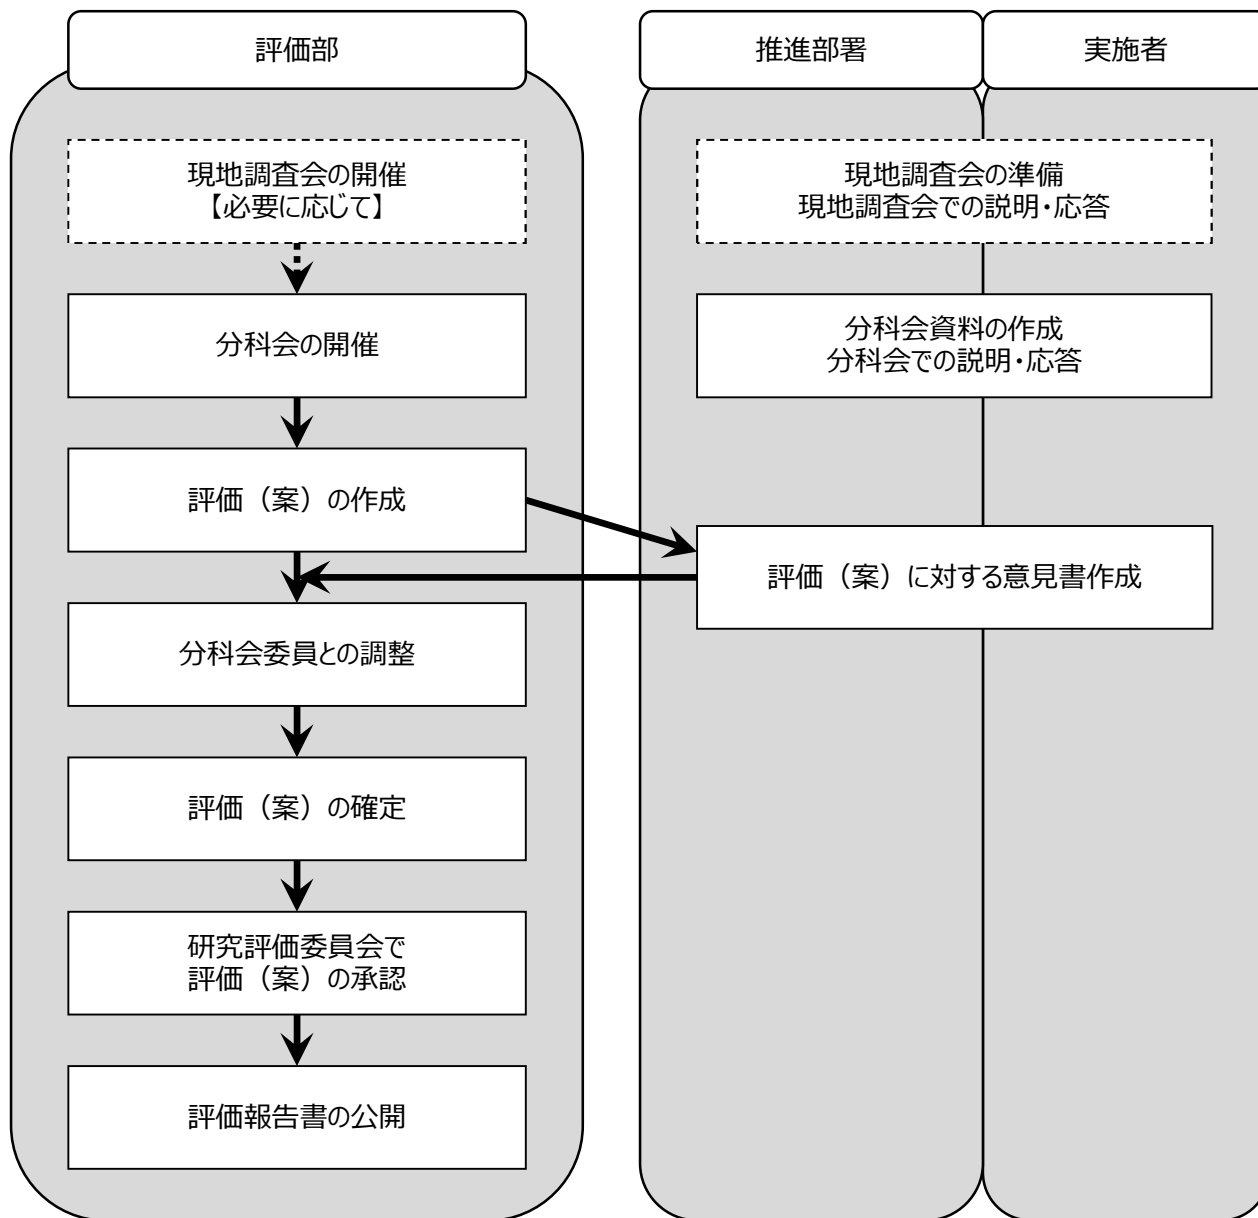 評価部
推進部署
実施者
現地調査会の開催
【必要に応じて】
現地調査会の準備
現地調査会での説明・応答
分科会の開催
分科会資料の作成
分科会での説明・応答
評価（案）の作成
評価（案）に対する意見書作成
分科会委員との調整
評価（案）の確定
研究評価委員会で
評価（案）の承認
評価報告書の公開